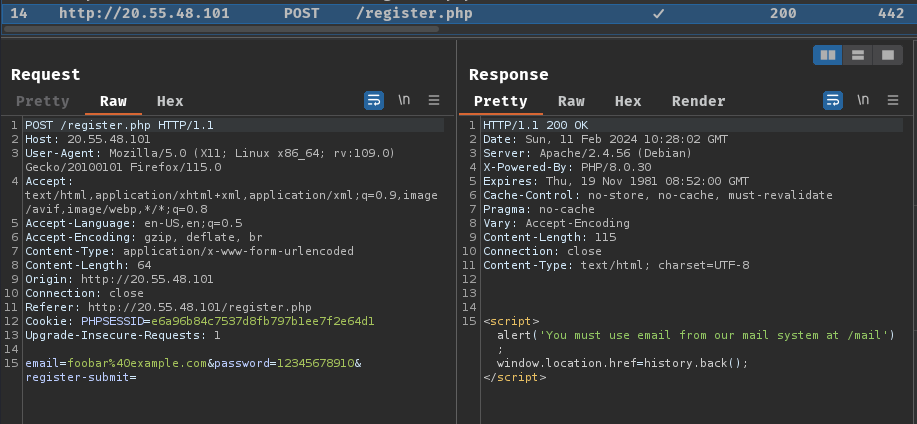 14 http://20.55.48.101 POST /register.php ✓ 200 442
Request
Pretty Raw Hex \n
1 POST /register.php HTTP/1.1
2 Host: 20.55.48.101
3 User-Agent: Mozilla/5.0 (X11; Linux x86_64; rv:109.0)
Gecko/20100101 Firefox/115.0
4 Accept:
text/html,application/xhtml+xml,application/xml;q=0.9,image
/avif,image/webp,*/*;q=0.8
5 Accept-Language: en-US,en;q=0.5
6 Accept-Encoding: gzip, deflate, br
7 Content-Type: application/x-www-form-urlencoded
8 Content-Length: 64
9 Origin: http://20.55.48.101
10 Connection: close
11 Referer: http://20.55.48.101/register.php
12 Cookie: PHPSESSID=e6a96b84c7537d8fb797b1ee7f2e64d1
13 Upgrade-Insecure-Requests: 1
14
15 email=foobar%40example.com&password=12345678910&
register-submit=
Response
Pretty Raw Hex Render \n
1 HTTP/1.1 200 OK
2 Date: Sun, 11 Feb 2024 10:28:02 GMT
3 Server: Apache/2.4.56 (Debian)
4 X-Powered-By: PHP/8.0.30
5 Expires: Thu, 19 Nov 1981 08:52:00 GMT
6 Cache-Control: no-store, no-cache, must-revalidate
7 Pragma: no-cache
8 Vary: Accept-Encoding
9 Content-Length: 115
10 Connection: close
11 Content-Type: text/html; charset=UTF-8
12
13
14
15 <script>
alert('You must use email from our mail system at /mail')
;
window.location.href=history.back();
</script>